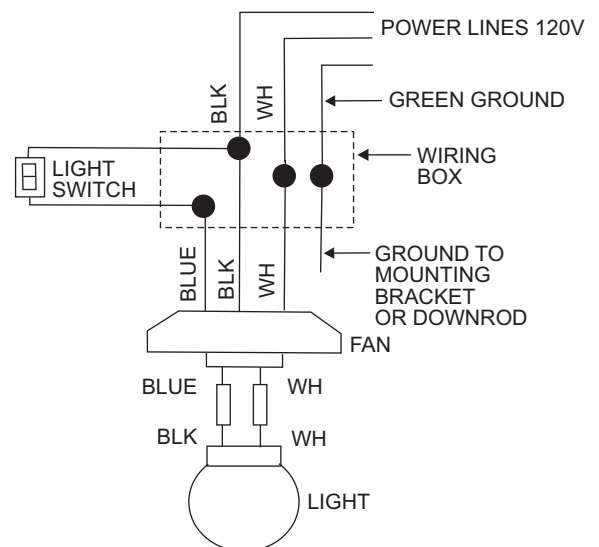 POWER LINES 120V
BLK
WH
GREEN GROUND
WIRING
BOX
LIGHT
SWITCH
BLUE
BLK
WH
GROUND TO
MOUNTING
BRACKET
OR DOWNROD
FAN
BLUE
WH
BLK
WH
LIGHT